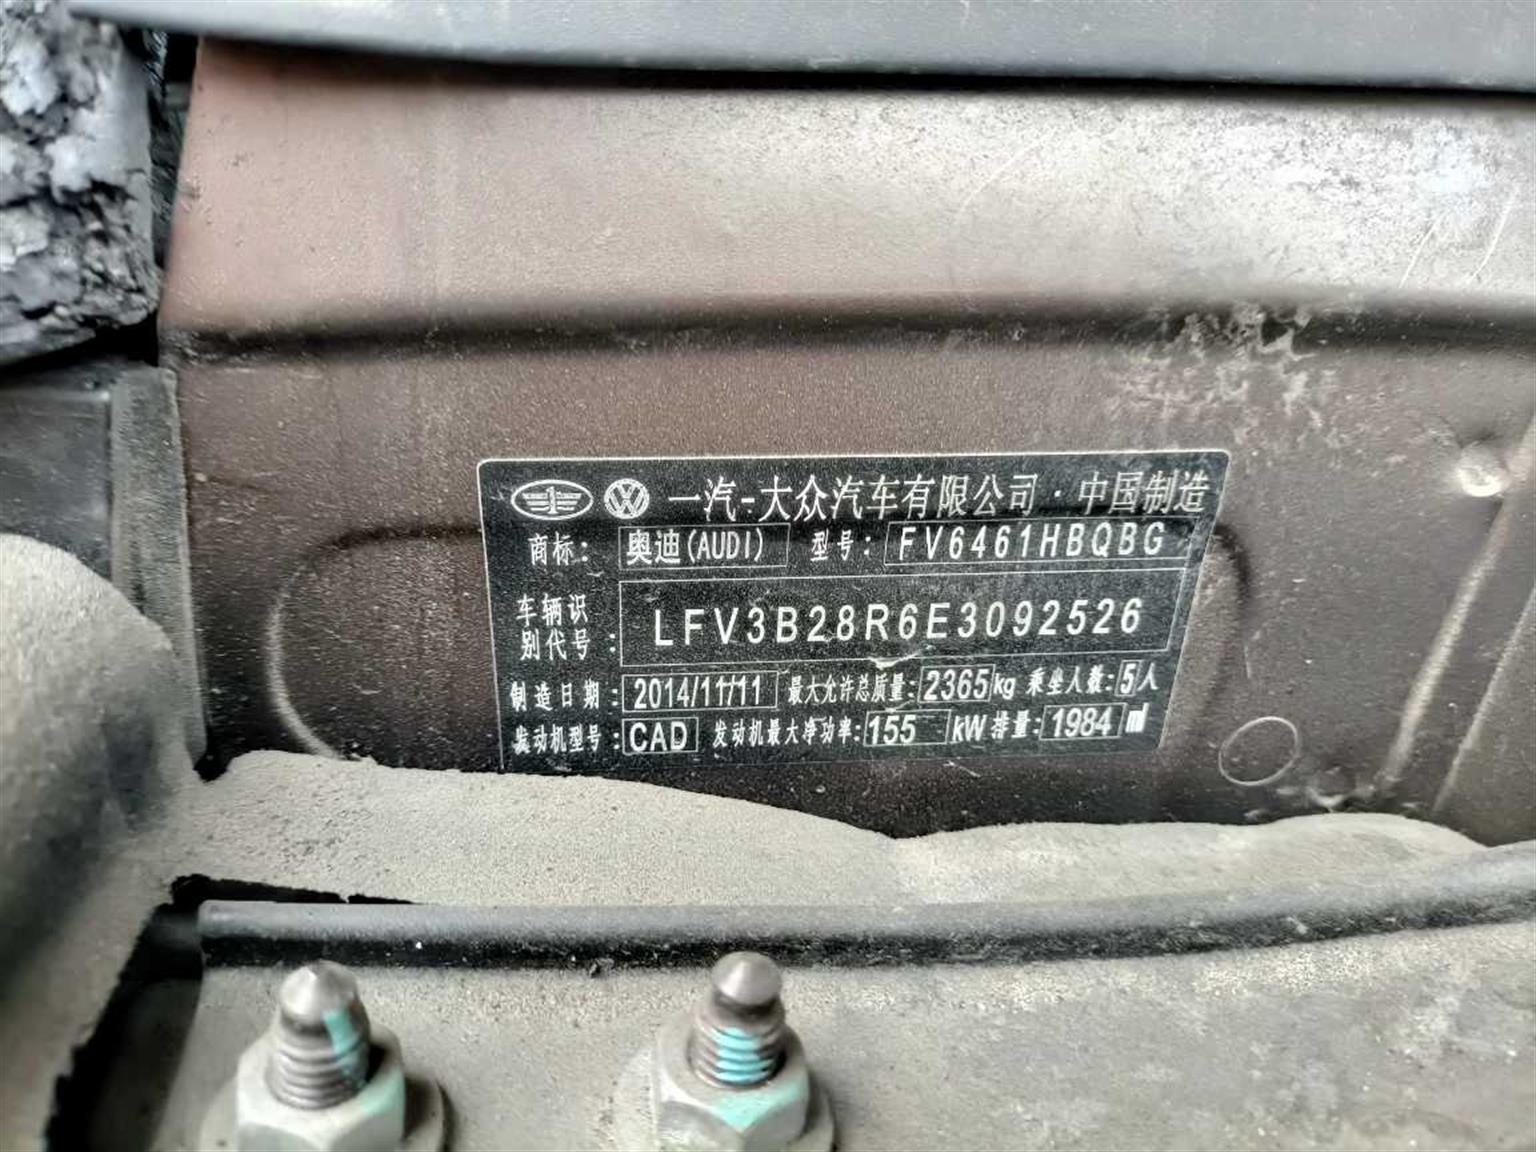 一汽-大众汽车有限公司·中国制造
商标: 奥迪(AUDI) 型号: FV6461HBQBG
车辆识
别代号: LFV3B28R6E3092526
制造日期: 2014/11/11 最大允许总质量: 2365kg 乘坐人数: 5人
发动机型号: CAD 发动机最大净功率: 155 kW 排量: 1984 ml